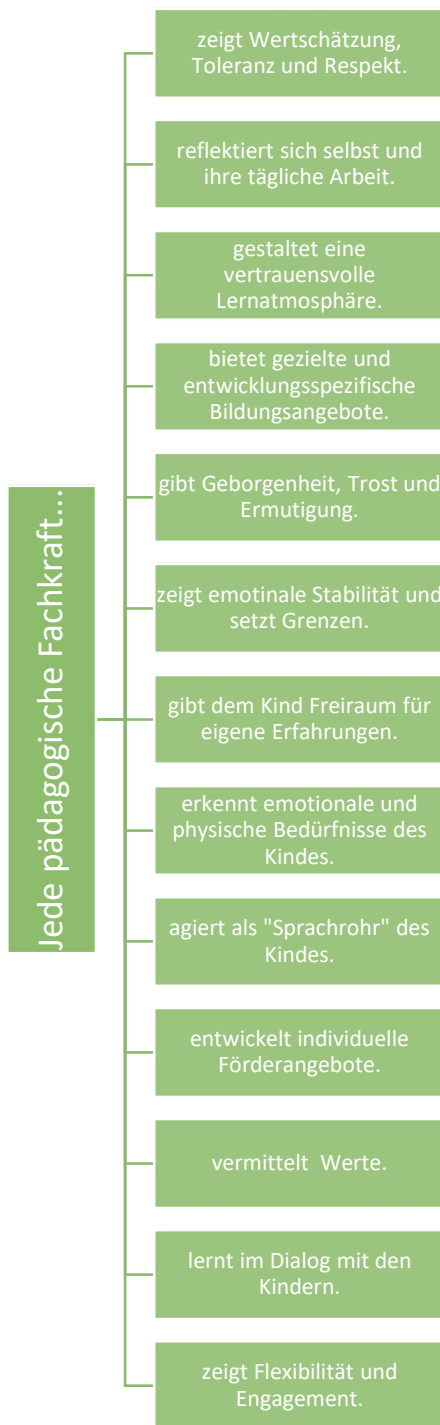 Jede pädagogische Fachkraft...
zeigt Wertschätzung,
Toleranz und Respekt.
reflektiert sich selbst und
ihre tägliche Arbeit.
gestaltet eine
vertrauensvolle
Lernatmosphäre.
bietet gezielte und
entwicklungsspezifische
Bildungsangebote.
gibt Geborgenheit, Trost und
Ermutigung.
zeigt emotinale Stabilität und
setzt Grenzen.
gibt dem Kind Freiraum für
eigene Erfahrungen.
erkennt emotionale und
physische Bedürfnisse des
Kindes.
agiert als "Sprachrohr" des
Kindes.
entwickelt individuelle
Förderangebote.
vermittelt  Werte.
lernt im Dialog mit den
Kindern.
zeigt Flexibilität und
Engagement.